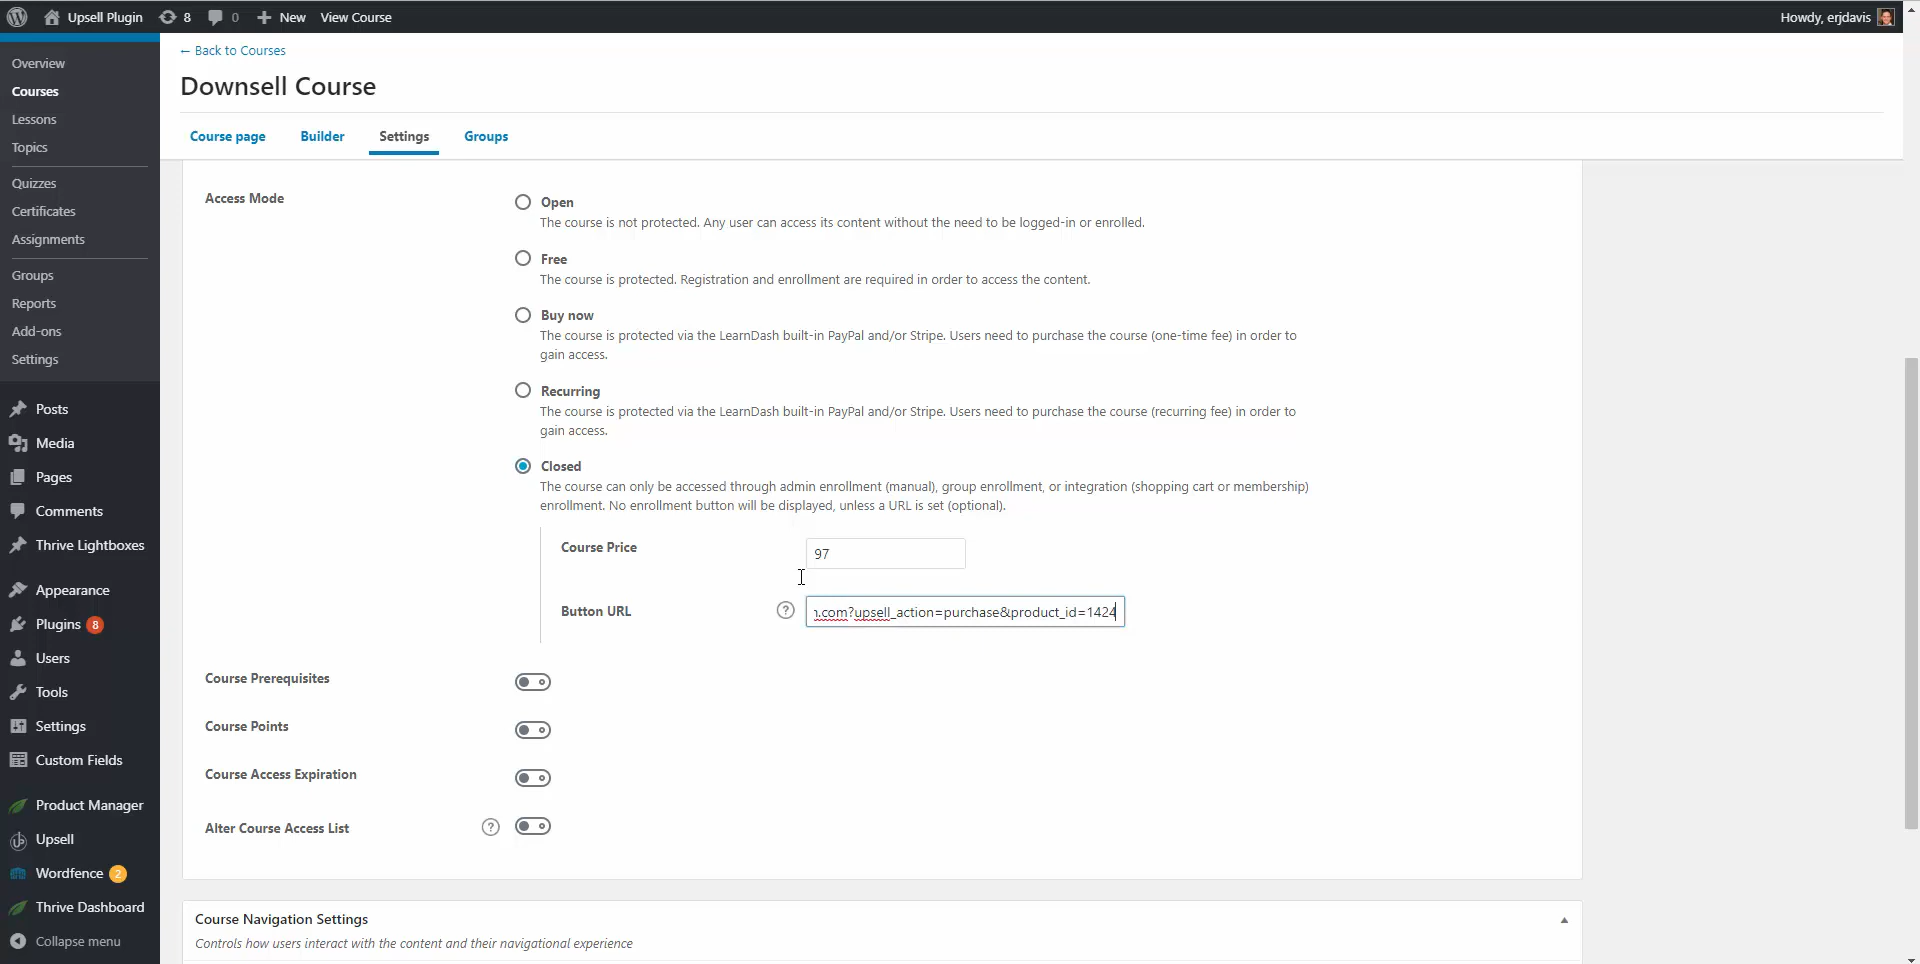 Upsell Plugin
8
0
New
View Course
Howdy, erjdavis
Overview
Courses
Lessons
Topics
Quizzes
Certificates
Assignments
Groups
Reports
Add-ons
Settings
Posts
Media
Pages
Comments
Thrive Lightboxes
Appearance
Plugins 8
Users
Tools
Settings
Custom Fields
Product Manager
Upsell
Wordfence 2
Thrive Dashboard
Collapse menu
← Back to Courses
Downsell Course
Course page
Builder
Settings
Groups
Access Mode
Open
The course is not protected. Any user can access its content without the need to be logged-in or enrolled.
Free
The course is protected. Registration and enrollment are required in order to access the content.
Buy now
The course is protected via the LearnDash built-in PayPal and/or Stripe. Users need to purchase the course (one-time fee) in order to
gain access.
Recurring
The course is protected via the LearnDash built-in PayPal and/or Stripe. Users need to purchase the course (recurring fee) in order to
gain access.
Closed
The course can only be accessed through admin enrollment (manual), group enrollment, or integration (shopping cart or membership)
enrollment. No enrollment button will be displayed, unless a URL is set (optional).
Course Price
97
Button URL
?
.com?upsell_action=purchase&product_id=1424
Course Prerequisites
Course Points
Course Access Expiration
Alter Course Access List
?
Course Navigation Settings
Controls how users interact with the content and their navigational experience